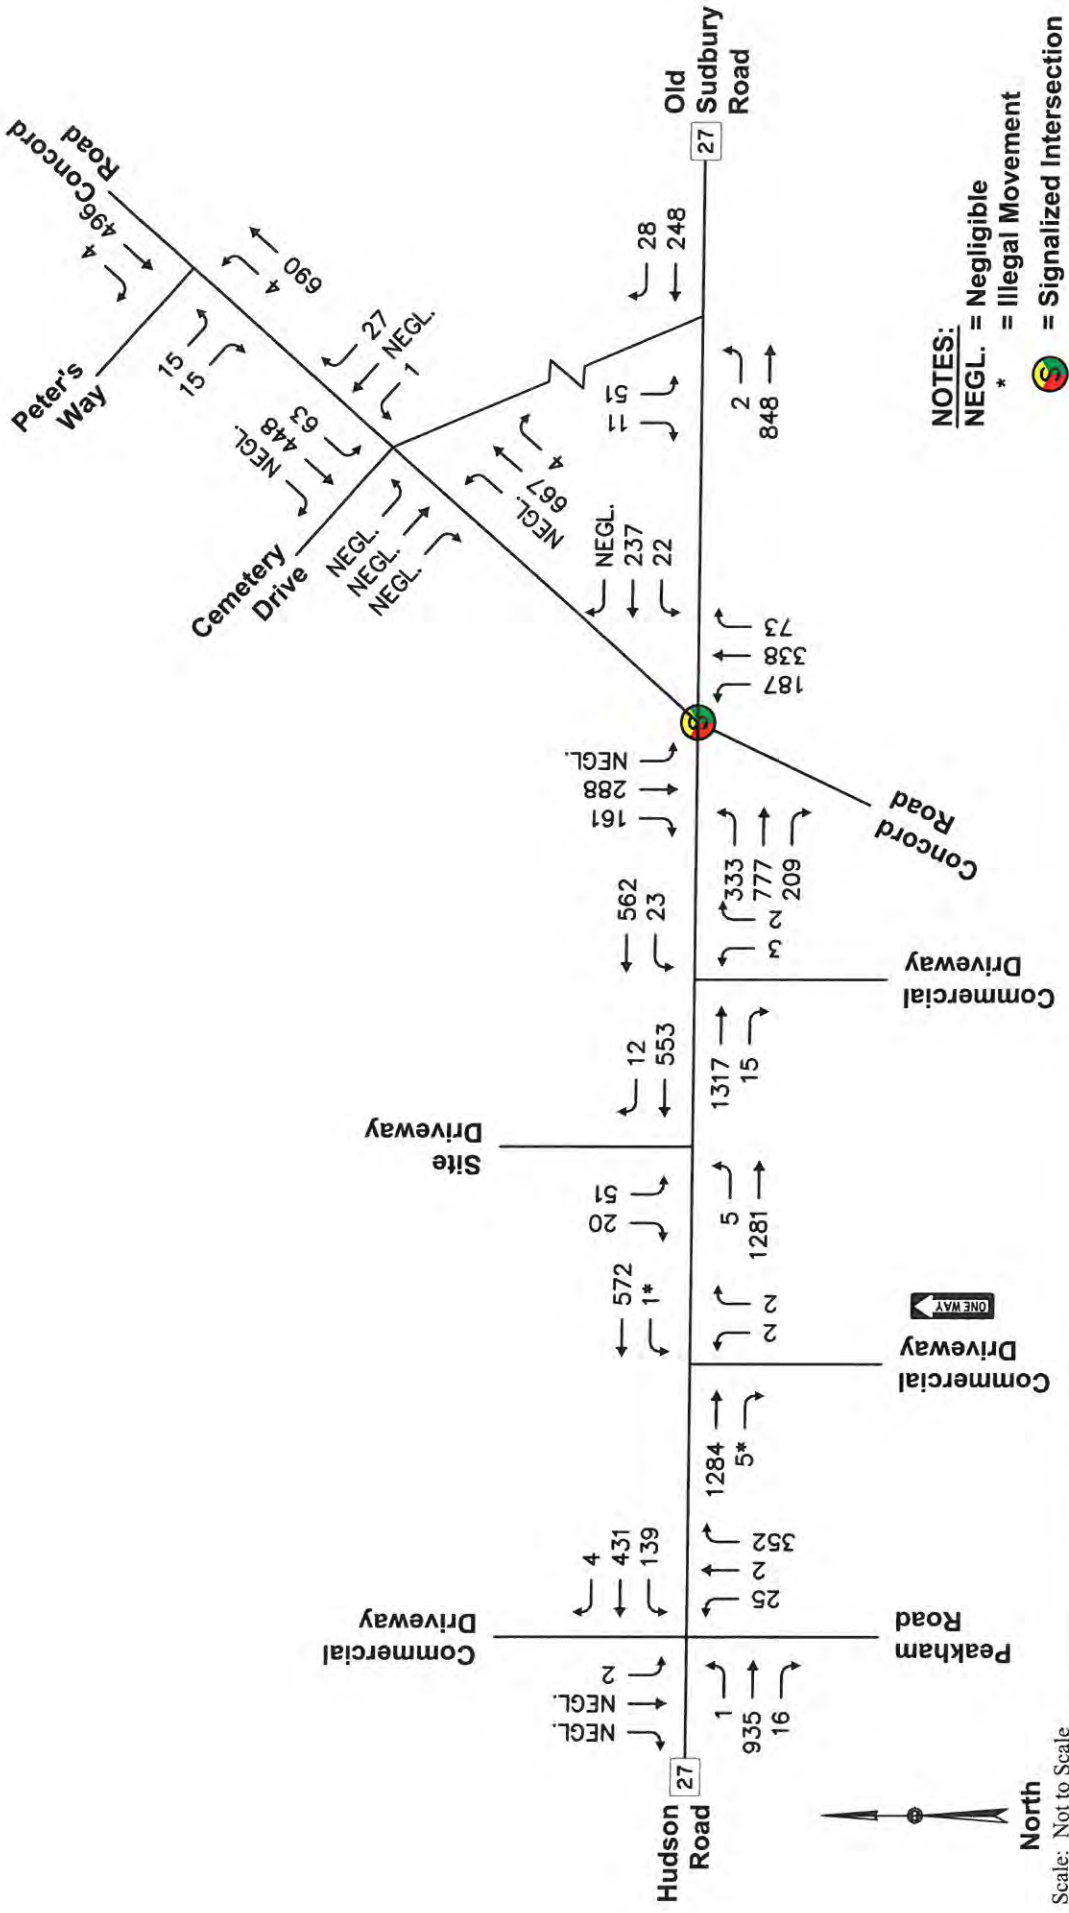 Concord
Road
496
4
Peter's
Way
15
15
4
690
27
NEGL.
1
63
448
NEGL.
Cemetery
Drive
NEGL.
NEGL.
NEGL.
NEGL.
667
4
Old
Sudbury
Road
27
28
248
51
11
2
848
NEGL.
237
22
73
338
187
NEGL.
288
161
333
777
209
Concord
Road
562
23
2
3
Commercial
Driveway
1317
15
12
553
Site
Driveway
51
20
5
1281
572
1*
2
2
Commercial
Driveway
ONE WAY
1284
5*
4
431
139
Commercial
Driveway
352
2
25
Peakham
Road
2
NEGL.
NEGL.
1
935
16
Hudson
Road
27
NOTES:
NEGL. = Negligible
* = Illegal Movement
S = Signalized Intersection
North
Scale: Not to Scale